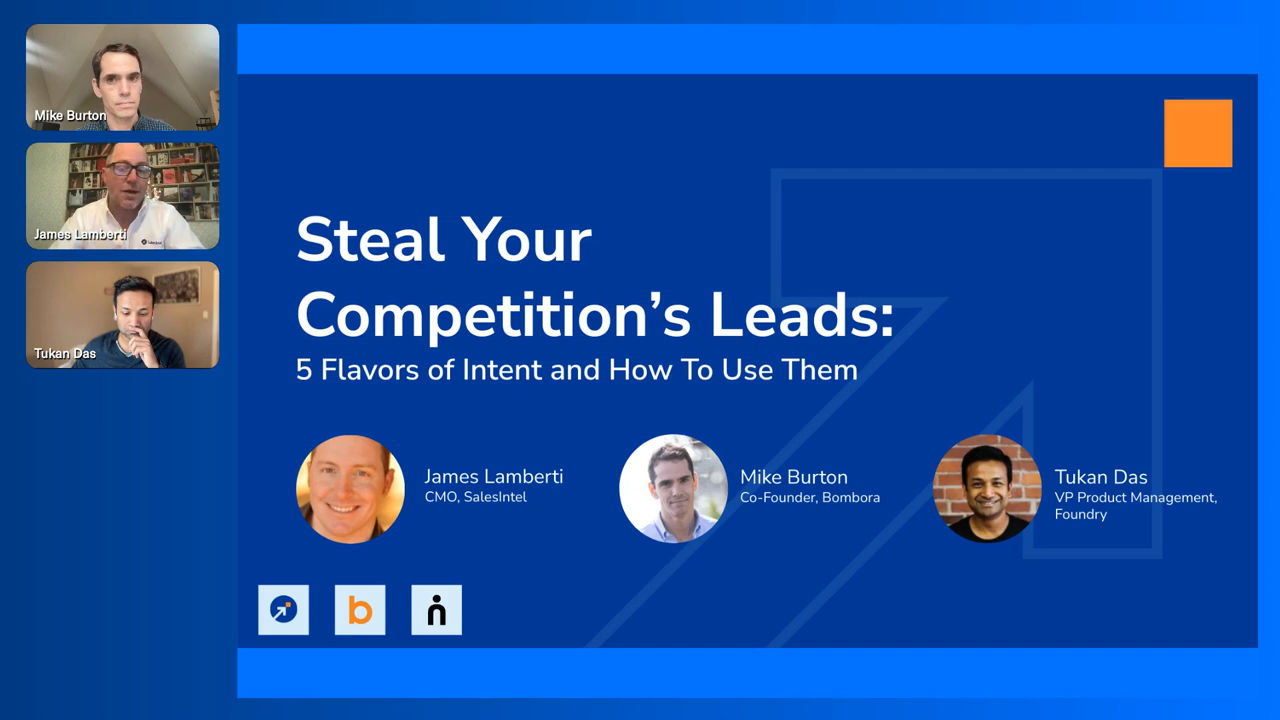 Mike Burton
James Lamberti
Tukan Das
Steal Your
Competition’s Leads:
5 Flavors of Intent and How To Use Them
James Lamberti
CMO, SalesIntel
Mike Burton
Co-Founder, Bombora
Tukan Das
VP Product Management,
Foundry
b